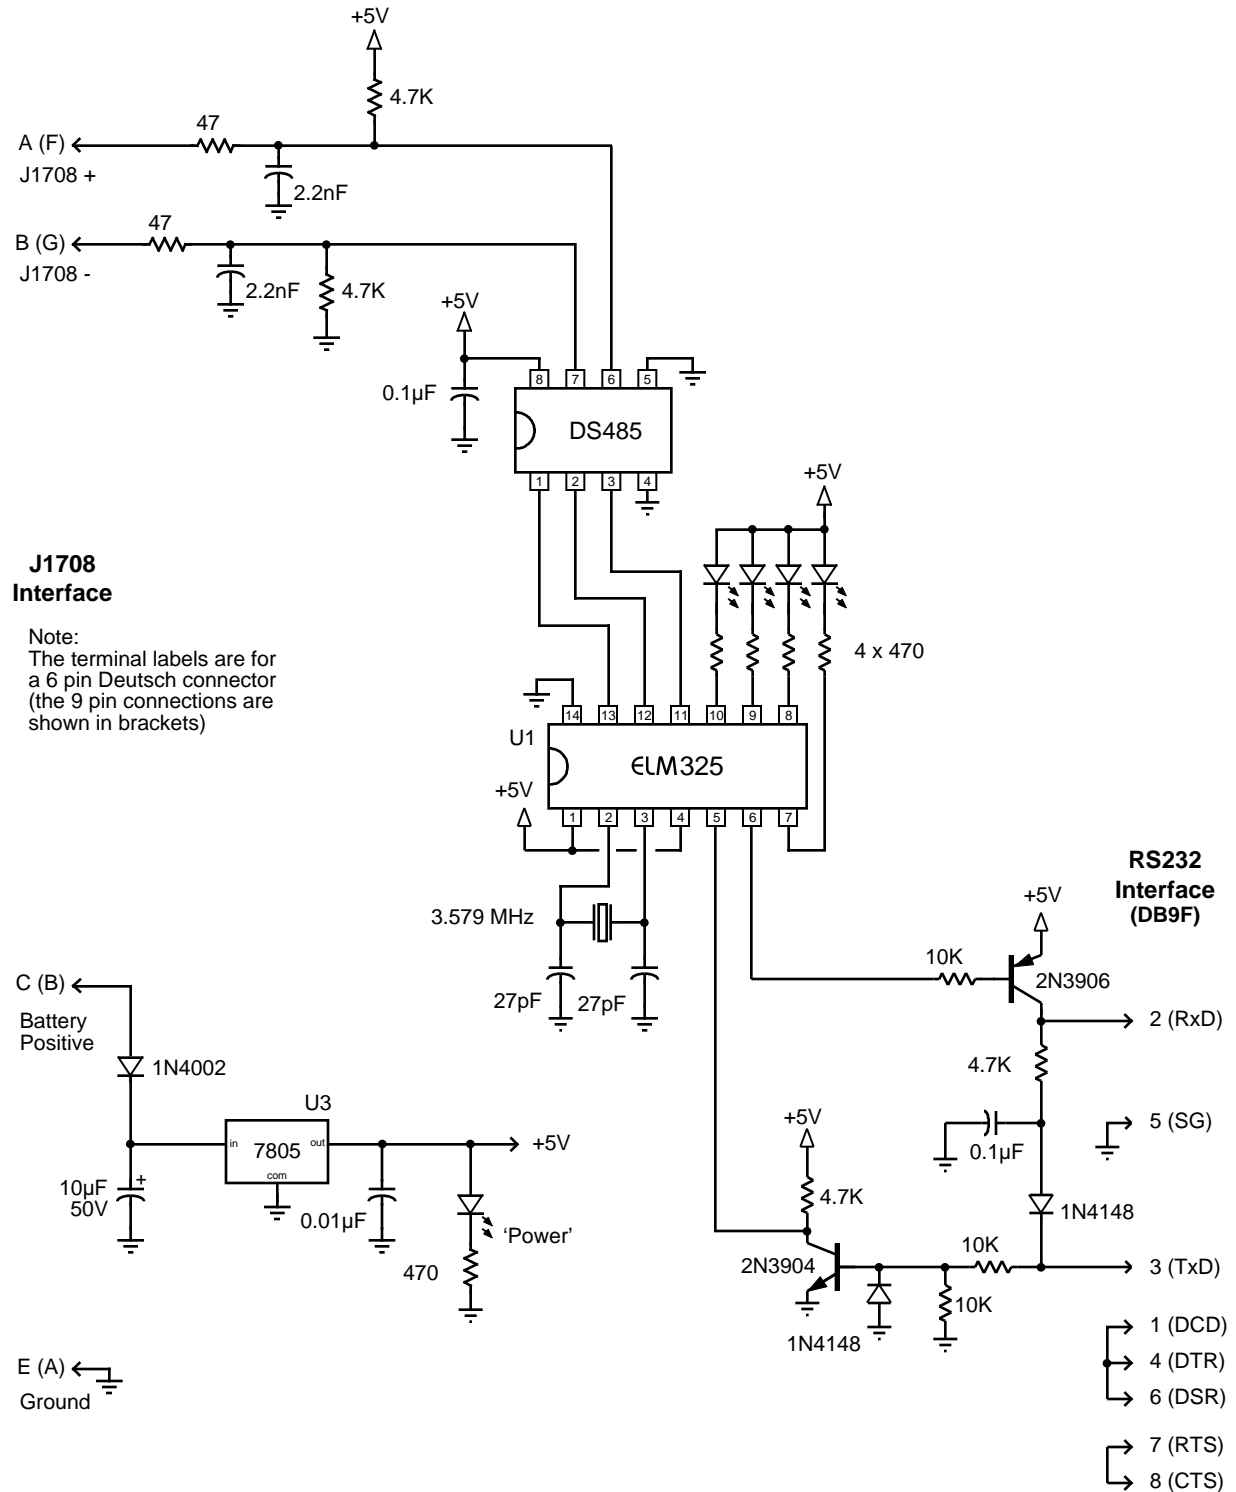 +5V
4.7K
47
A (F)
J1708 +
2.2nF
47
B (G)
J1708 -
2.2nF
4.7K
+5V
0.1µF
8 7 6 5
DS485
1 2 3 4
+5V
J1708
Interface
Note:
The terminal labels are for
a 6 pin Deutsch connector
(the 9 pin connections are
shown in brackets)
4 x 470
14 13 12 11 10 9 8
U1
ELM325
+5V
1 2 3 4 5 6 7
3.579 MHz
27pF
27pF
RS232
Interface
(DB9F)
+5V
10K
2N3906
2 (RxD)
4.7K
5 (SG)
0.1µF
1N4148
+5V
4.7K
2N3904
10K
3 (TxD)
10K
1N4148
1 (DCD)
4 (DTR)
6 (DSR)
7 (RTS)
8 (CTS)
C (B)
Battery
Positive
1N4002
U3
in
7805
out
com
+5V
+
10µF
50V
0.01µF
'Power'
470
E (A)
Ground